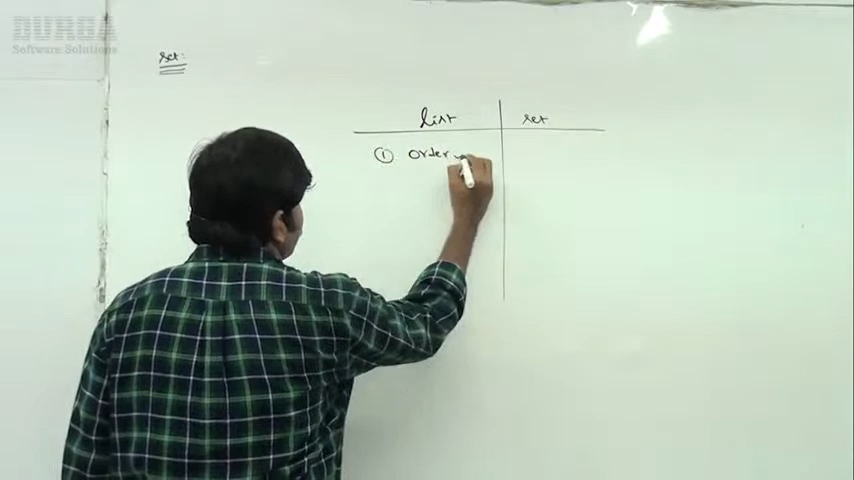 DURGA
Software Solutions
set:
list set
① Order